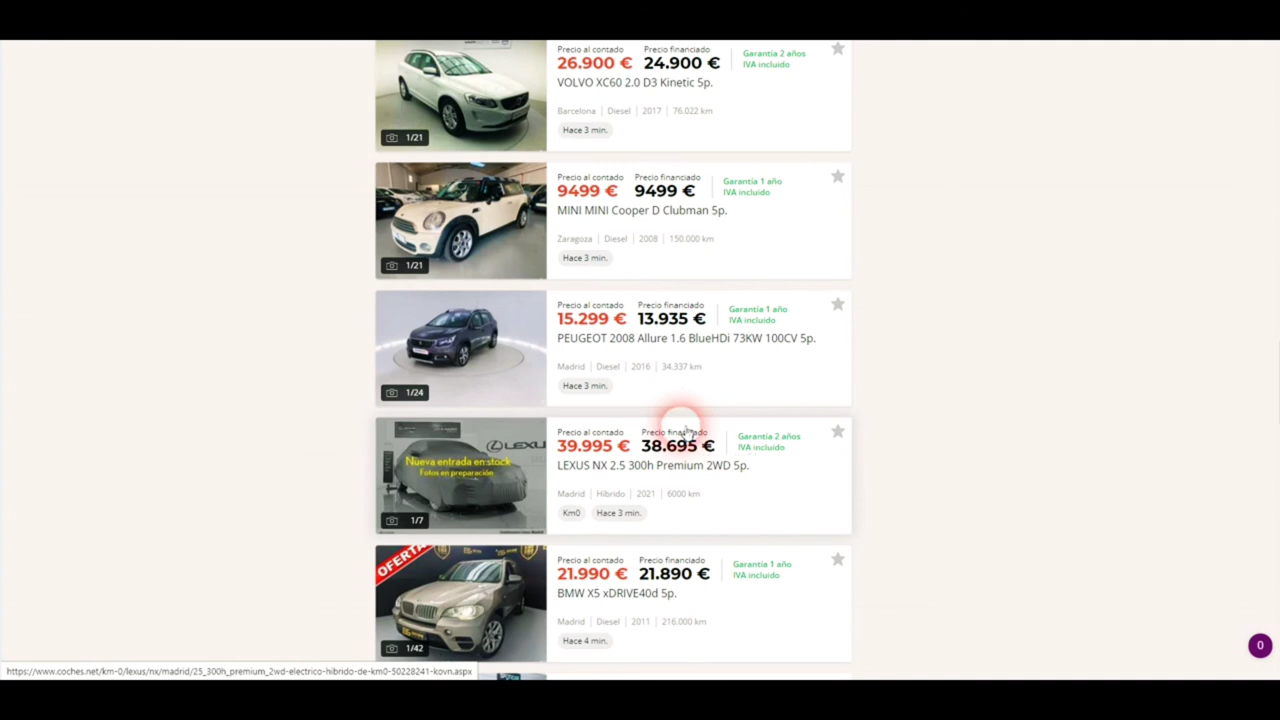 Precio al contado Precio financiado
26.900 € 24.900 €
Garantía 2 años
IVA incluido
VOLVO XC60 2.0 D3 Kinetic 5p.
Barcelona | Diesel | 2017 | 76.022 km
Hace 3 min.
1/21
Precio al contado Precio financiado
9499 € 9499 €
Garantía 1 año
IVA incluido
MINI MINI Cooper D Clubman 5p.
Zaragoza | Diesel | 2008 | 150.000 km
Hace 3 min.
1/21
Precio al contado Precio financiado
15.299 € 13.935 €
Garantía 1 año
IVA incluido
PEUGEOT 2008 Allure 1.6 BlueHDi 73KW 100CV 5p.
Madrid | Diesel | 2016 | 34.337 km
Hace 3 min.
1/24
LEXU
Nueva entrada en stock
Fotos en preparación
1/7
Precio al contado Precio financiado
39.995 € 38.695 €
Garantía 2 años
IVA incluido
LEXUS NX 2.5 300h Premium 2WD 5p.
Madrid | Híbrido | 2021 | 6000 km
Km0 Hace 3 min.
OFERTA
1/42
Precio al contado Precio financiado
21.990 € 21.890 €
Garantía 1 año
IVA incluido
BMW X5 xDRIVE40d 5p.
Madrid | Diesel | 2011 | 216.000 km
Hace 4 min.
0
https://www.coches.net/km-0/lexus/nx/madrid/25_300h_premium_2wd-electrico-hibrido-de-km0-50228241-kovn.aspx